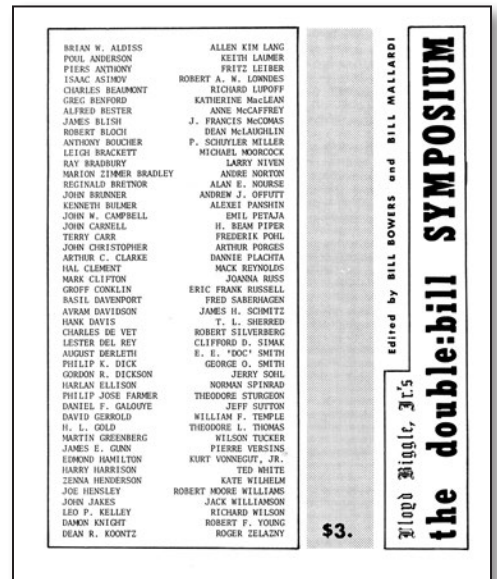 BRIAN W. ALDISS
POUL ANDERSON
PIERS ANTHONY
ISAAC ASIMOV
CHARLES BEAUMONT
GREG BENFORD
ALFRED BESTER
JAMES BLISH
ROBERT BLOCH
ANTHONY BOUCHER
LEIGH BRACKETT
RAY BRADBURY
MARION ZIMMER BRADLEY
REGINALD BRETNOR
JOHN BRUNNER
KENNETH BULMER
JOHN W. CAMPBELL
JOHN CARNELL
TERRY CARR
JOHN CHRISTOPHER
ARTHUR C. CLARKE
HAL CLEMENT
MARK CLIFTON
GROFF CONKLIN
BASIL DAVENPORT
AVRAM DAVIDSON
HANK DAVIS
CHARLES DE VET
LESTER DEL REY
AUGUST DERLETH
PHILIP K. DICK
GORDON R. DICKSON
HARLAN ELLISON
PHILIP JOSE FARMER
DANIEL F. GALOUYE
DAVID GERROLD
H. L. GOLD
MARTIN GREENBERG
JAMES E. GUNN
EDMOND HAMILTON
HARRY HARRISON
ZENNA HENDERSON
JOE HENSLEY
JOHN JAKES
LEO P. KELLEY
DAMON KNIGHT
DEAN R. KOONTZ
ALLEN KIM LANG
KEITH LAUMER
FRITZ LEIBER
ROBERT A. W. LOWNDES
RICHARD LUPOFF
KATHERINE MacLEAN
ANNE McCAFFREY
J. FRANCIS McCOMAS
DEAN McLAUGHLIN
P. SCHUYLER MILLER
MICHAEL MOORCOCK
LARRY NIVEN
ANDRE NORTON
ALAN E. NOURSE
ANDREW J. OFFUTT
ALEXEI PANSHIN
EMIL PETAJA
H. BEAM PIPER
FREDERIK POHL
ARTHUR PORGES
DANNIE PLACHTA
MACK REYNOLDS
JOANNA RUSS
ERIC FRANK RUSSELL
FRED SABERHAGEN
JAMES H. SCHMITZ
T. L. SHERRED
ROBERT SILVERBERG
CLIFFORD D. SIMAK
E. E. 'DOC' SMITH
GEORGE O. SMITH
JERRY SOHL
NORMAN SPINRAD
THEODORE STURGEON
JEFF SUTTON
WILLIAM F. TEMPLE
THEODORE L. THOMAS
WILSON TUCKER
PIERRE VERSINS
KURT VONNEGUT, JR.
TED WHITE
KATE WILHELM
ROBERT MOORE WILLIAMS
JACK WILLIAMSON
RICHARD WILSON
ROBERT F. YOUNG
ROGER ZELAZNY
$3.
Edited by BILL BOWERS and BILL MALLARDI
Lloyd Biggle, Jr.'s
the double:bill SYMPOSIUM